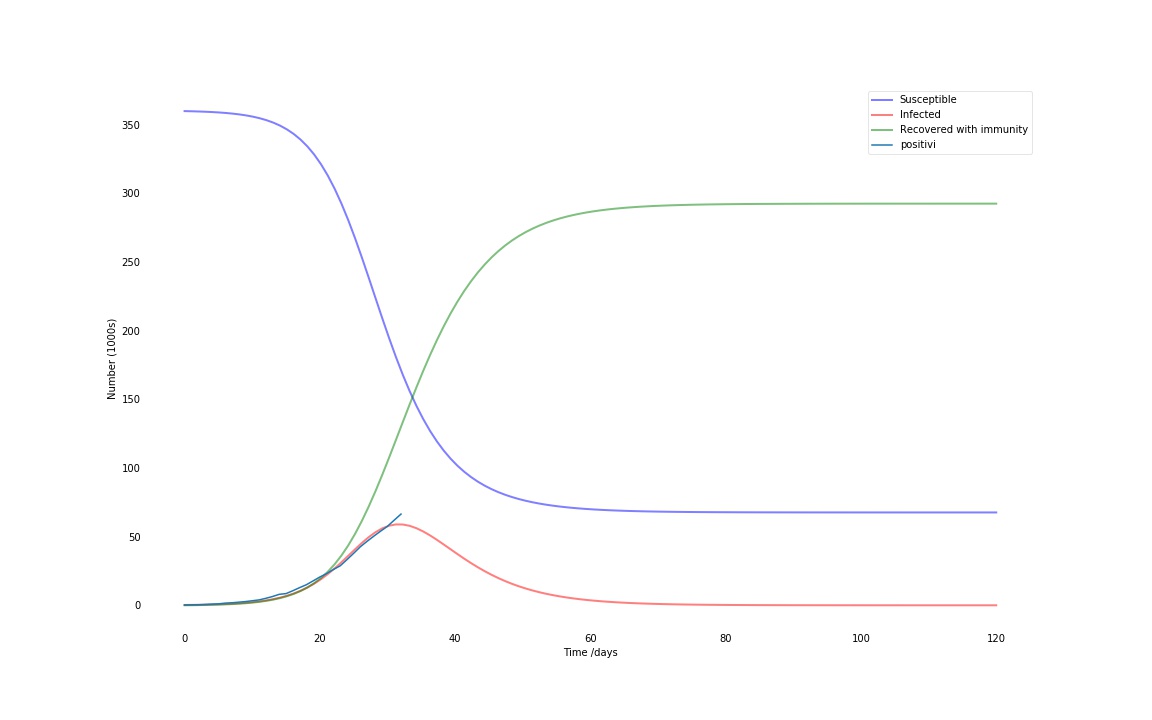 Susceptible
Infected
Recovered with immunity
positivi
350
300
250
200
150
100
50
0
Number (1000s)
0 20 40 60 80 100 120
Time /days